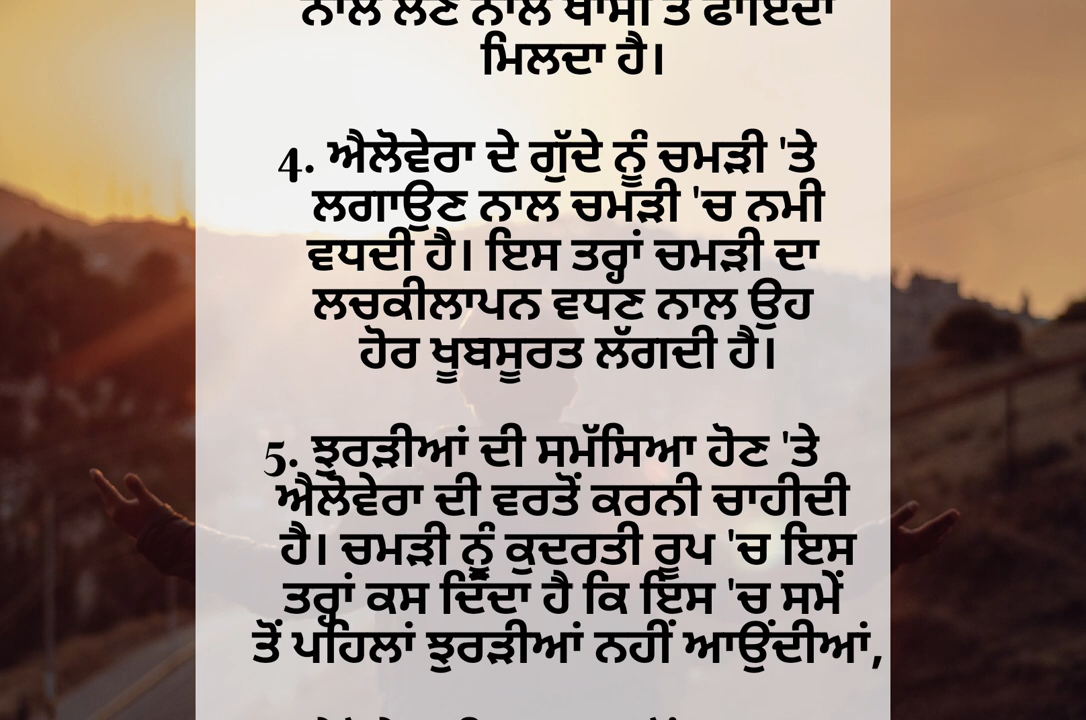 ਨਾਲ ਲੈਣ ਨਾਲ ਖਾਂਸੀ ਤੋਂ ਫਾਇਦਾ
ਮਿਲਦਾ ਹੈ।
4. ਐਲੋਵੇਰਾ ਦੇ ਗੁੱਦੇ ਨੂੰ ਚਮੜੀ 'ਤੇ
ਲਗਾਉਣ ਨਾਲ ਚਮੜੀ 'ਚ ਨਮੀ
ਵਧਦੀ ਹੈ। ਇਸ ਤਰ੍ਹਾਂ ਚਮੜੀ ਦਾ
ਲਚਕੀਲਾਪਨ ਵਧਣ ਨਾਲ ਉਹ
ਹੋਰ ਖੂਬਸੂਰਤ ਲੱਗਦੀ ਹੈ।
5. ਝੁਰੜੀਆਂ ਦੀ ਸਮੱਸਿਆ ਹੋਣ 'ਤੇ
ਐਲੋਵੇਰਾ ਦੀ ਵਰਤੋਂ ਕਰਨੀ ਚਾਹੀਦੀ
ਹੈ। ਚਮੜੀ ਨੂੰ ਕੁਦਰਤੀ ਰੂਪ 'ਚ ਇਸ
ਤਰ੍ਹਾਂ ਕਸ ਦਿੰਦਾ ਹੈ ਕਿ ਇਸ 'ਚ ਸਮੇਂ
ਤੋਂ ਪਹਿਲਾਂ ਝੁਰੜੀਆਂ ਨਹੀਂ ਆਉਂਦੀਆਂ,